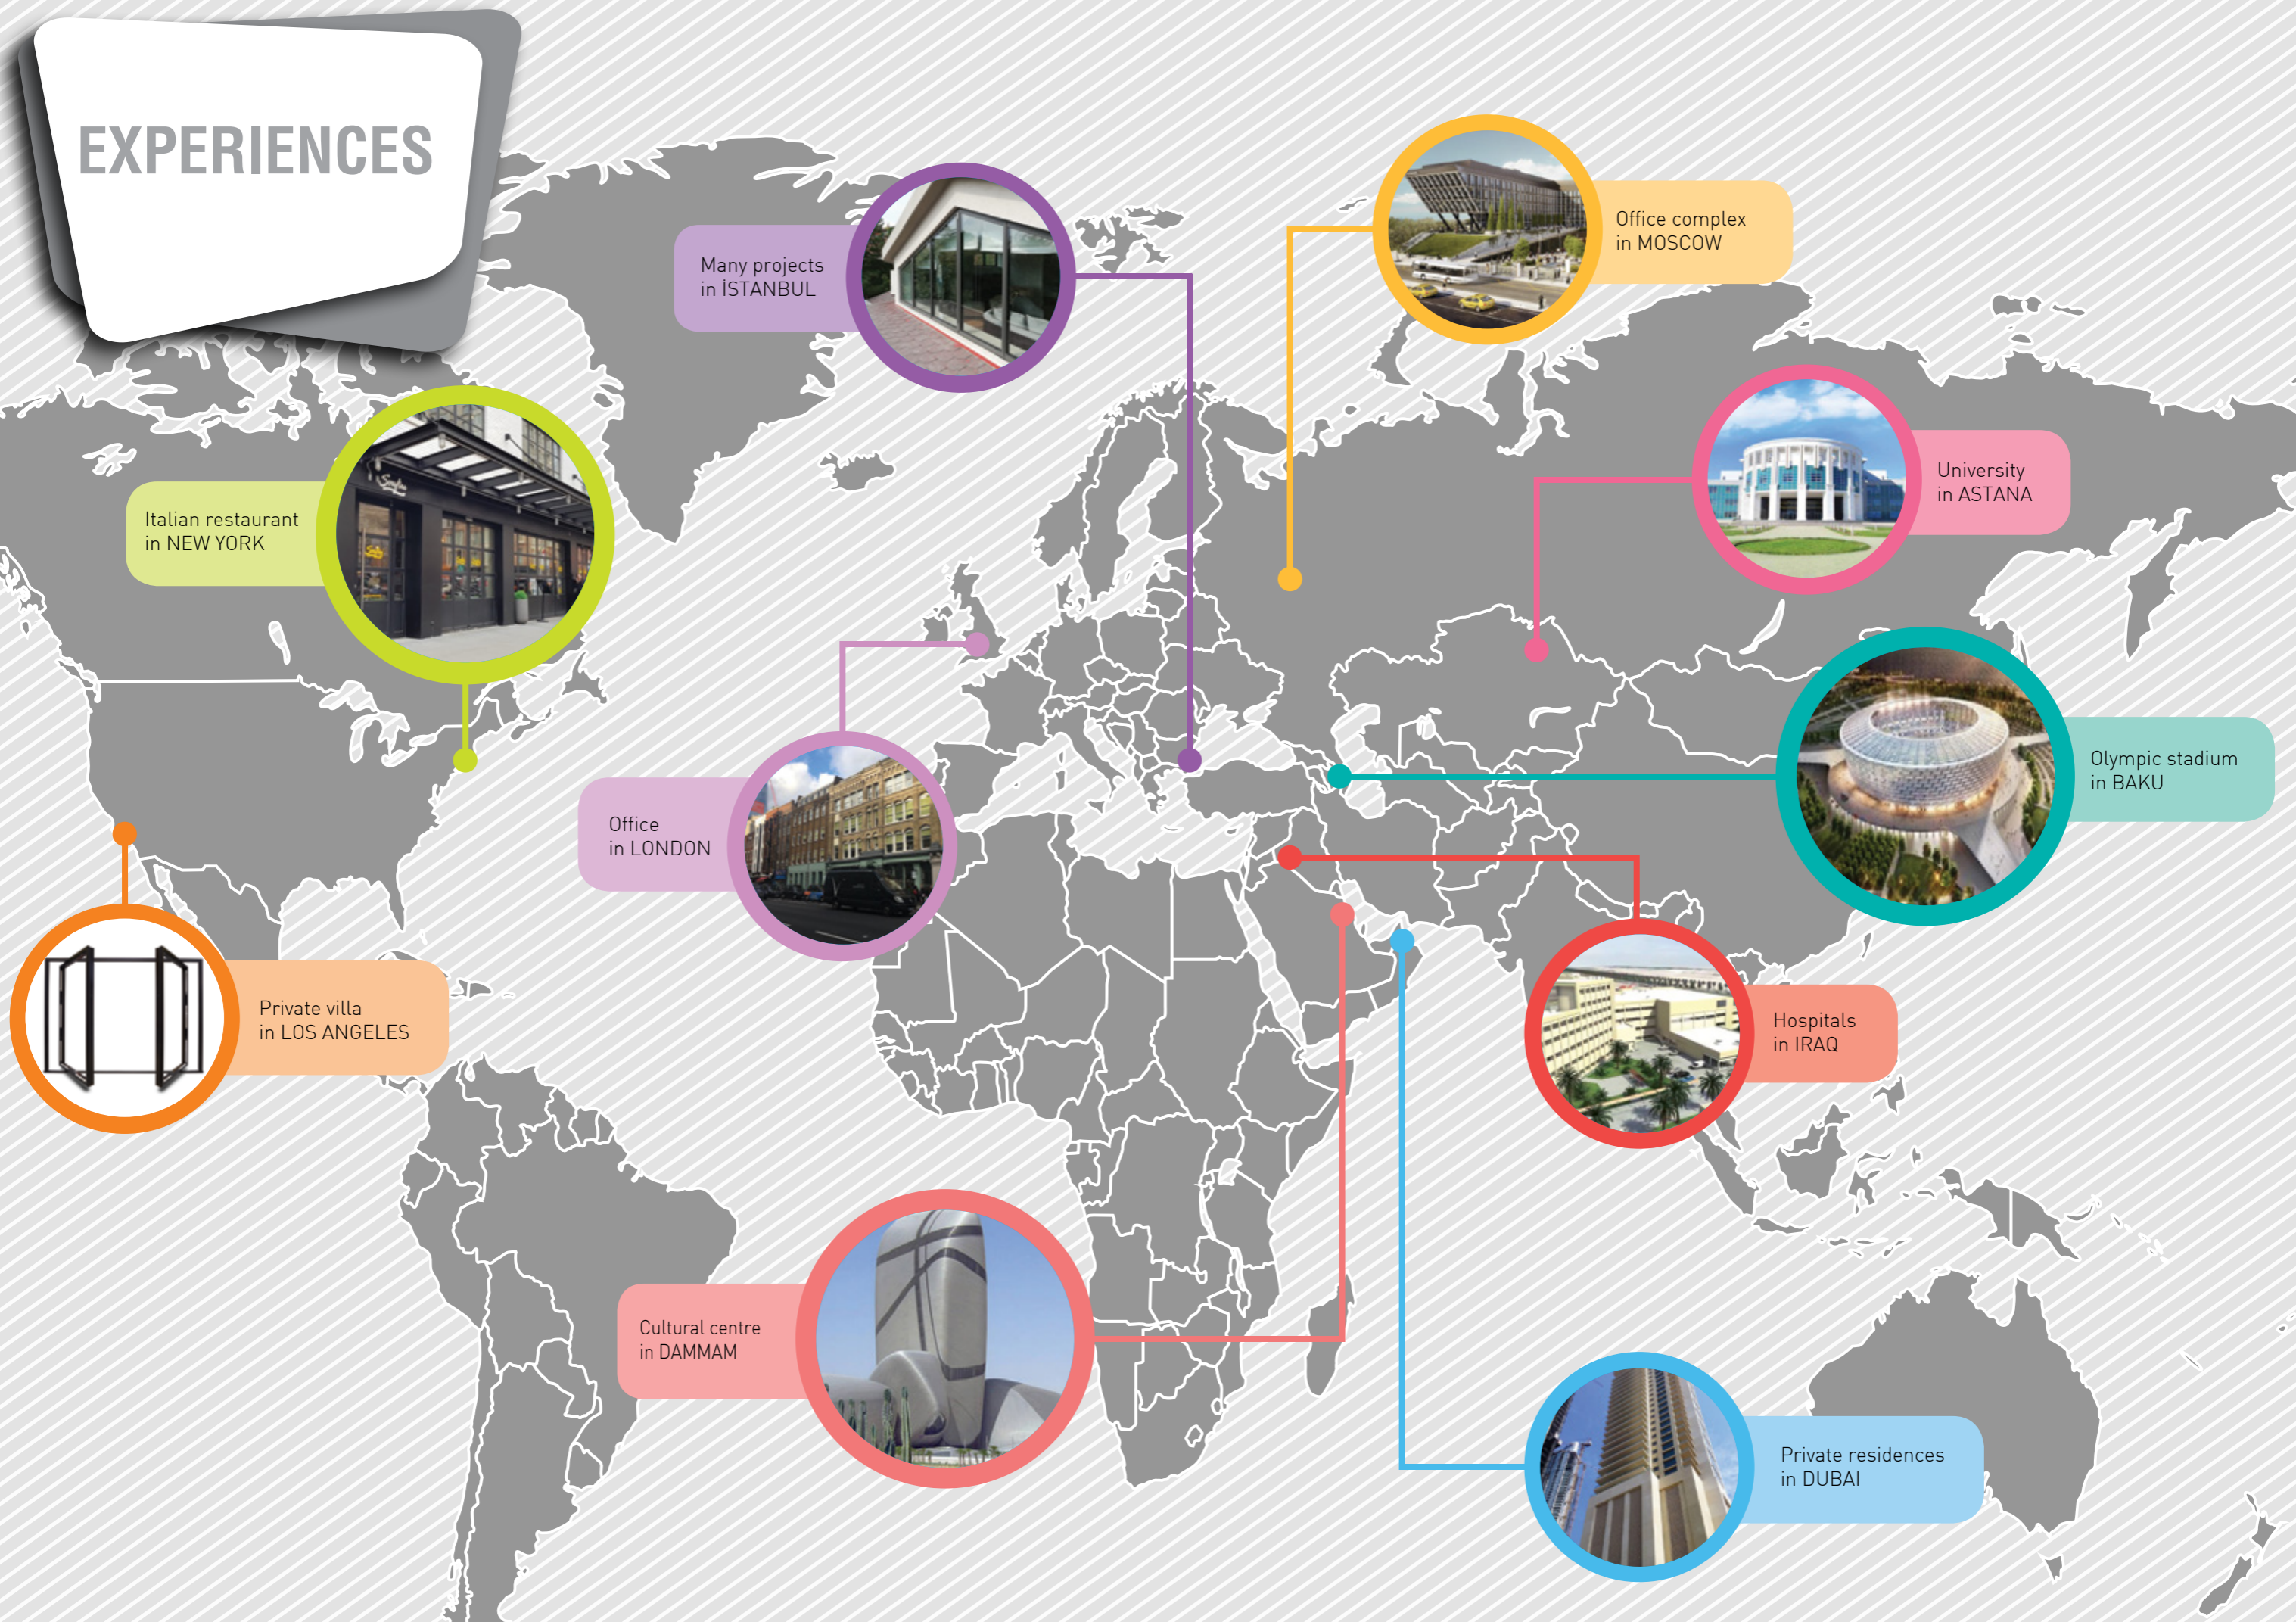 EXPERIENCES
Many projects
in İSTANBUL
Office complex
in MOSCOW
Italian restaurant
in NEW YORK
University
in ASTANA
Office
in LONDON
Olympic stadium
in BAKU
Private villa
in LOS ANGELES
Hospitals
in IRAQ
Cultural centre
in DAMMAM
Private residences
in DUBAI